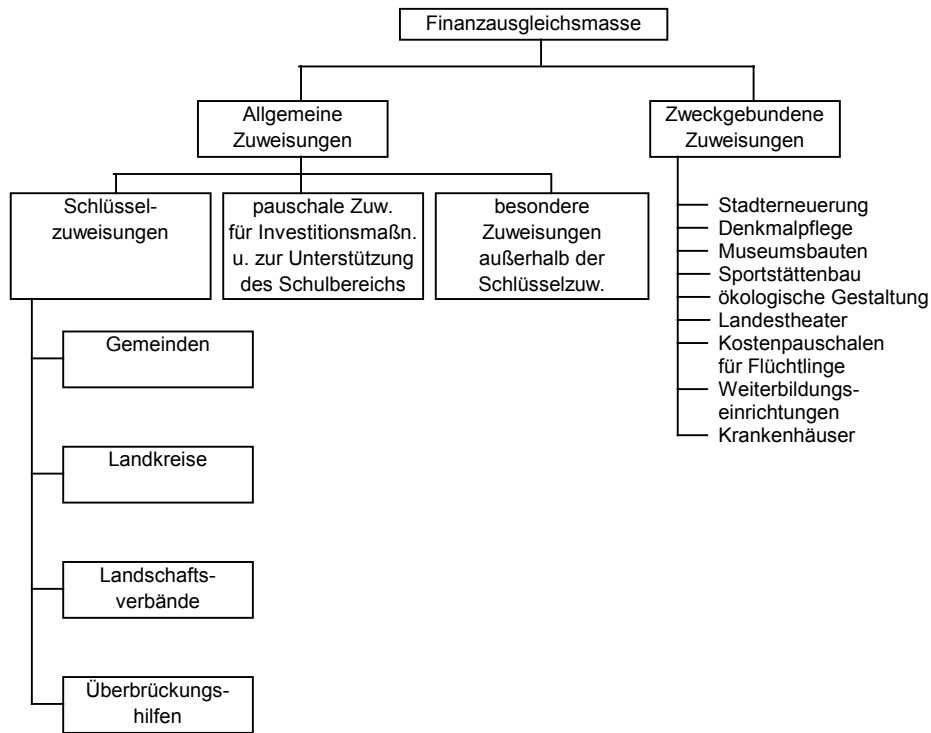 Finanzausgleichsmasse
Allgemeine
Zuweisungen
Zweckgebundene
Zuweisungen
Schlüssel-
zuweisungen
pauschale Zuw.
für Investitionsmaßn.
u. zur Unterstützung
des Schulbereichs
besondere
Zuweisungen
außerhalb der
Schlüsselzuw.
Gemeinden
Landkreise
Landschafts-
verbände
Überbrückungs-
hilfen
Stadterneuerung
Denkmalpflege
Museumsbauten
Sportstättenbau
ökologische Gestaltung
Landestheater
Kostenpauschalen
für Flüchtlinge
Weiterbildungs-
einrichtungen
Krankenhäuser